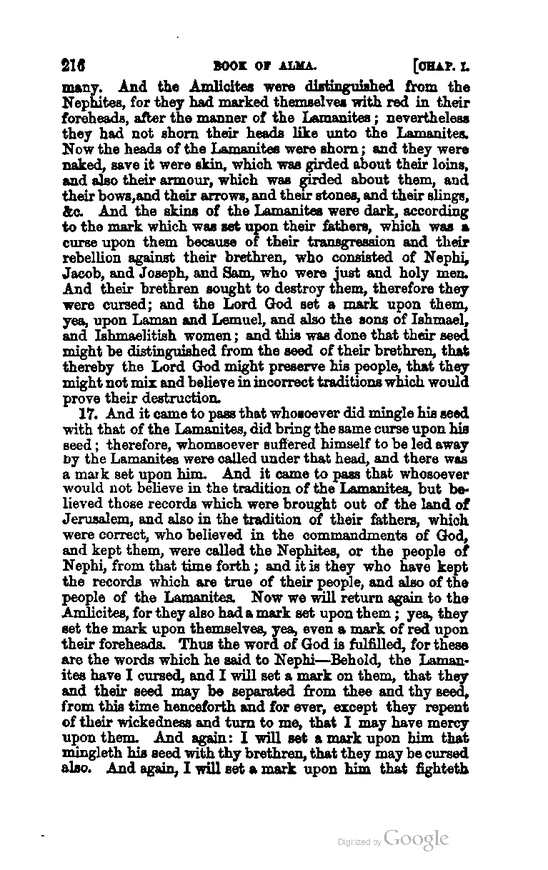 216 BOOK OF ALMA. [CHAP. I.
many. And the Amlicites were distinguished from the
Nephites, for they had marked themselves with red in their
foreheads, after the manner of the Lamanites; nevertheless
they had not shorn their heads like unto the Lamanites.
Now the heads of the Lamanites were shorn; and they were
naked, save it were skin, which was girded about their loins,
and also their armour, which was girded about them, and
their bows,and their arrows, and their stones, and their slings,
&c. And the skins of the Lamanites were dark, according
to the mark which was set upon their fathers, which was a
curse upon them because of their transgression and their
rebellion against their brethren, who consisted of Nephi,
Jacob, and Joseph, and Sam, who were just and holy men.
And their brethren sought to destroy them, therefore they
were cursed; and the Lord God set a mark upon them,
yea, upon Laman and Lemuel, and also the sons of Ishmael,
and Ishmaelitish women; and this was done that their seed
might be distinguished from the seed of their brethren, that
thereby the Lord God might preserve his people, that they
might not mix and believe in incorrect traditions which would
prove their destruction.
17. And it came to pass that whosoever did mingle his seed
with that of the Lamanites, did bring the same curse upon his
seed; therefore, whomsoever suffered himself to be led away
by the Lamanites were called under that head, and there was
a mark set upon him. And it came to pass that whosoever
would not believe in the tradition of the Lamanites, but be-
lieved those records which were brought out of the land of
Jerusalem, and also in the tradition of their fathers, which
were correct, who believed in the commandments of God,
and kept them, were called the Nephites, or the people of
Nephi, from that time forth; and it is they who have kept
the records which are true of their people, and also of the
people of the Lamanites. Now we will return again to the
Amlicites, for they also had a mark set upon them; yea, they
set the mark upon themselves, yea, even a mark of red upon
their foreheads. Thus the word of God is fulfilled, for these
are the words which he said to Nephi—Behold, the Laman-
ites have I cursed, and I will set a mark on them, that they
and their seed may be separated from thee and thy seed,
from this time henceforth and for ever, except they repent
of their wickedness and turn to me, that I may have mercy
upon them. And again: I will set a mark upon him that
mingleth his seed with thy brethren, that they may be cursed
also. And again, I will set a mark upon him that fighteth
Digitized by Google